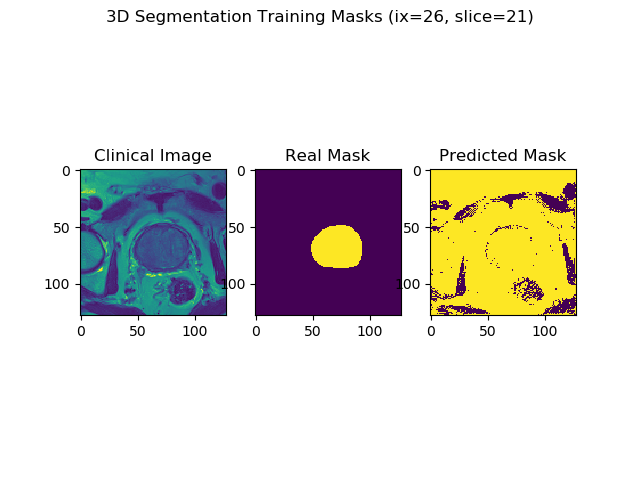 3D Segmentation Training Masks (ix=26, slice=21)
Clinical Image Real Mask Predicted Mask
0 0 0
50 50 50
100 100 100
0 50 100 0 50 100 0 50 100